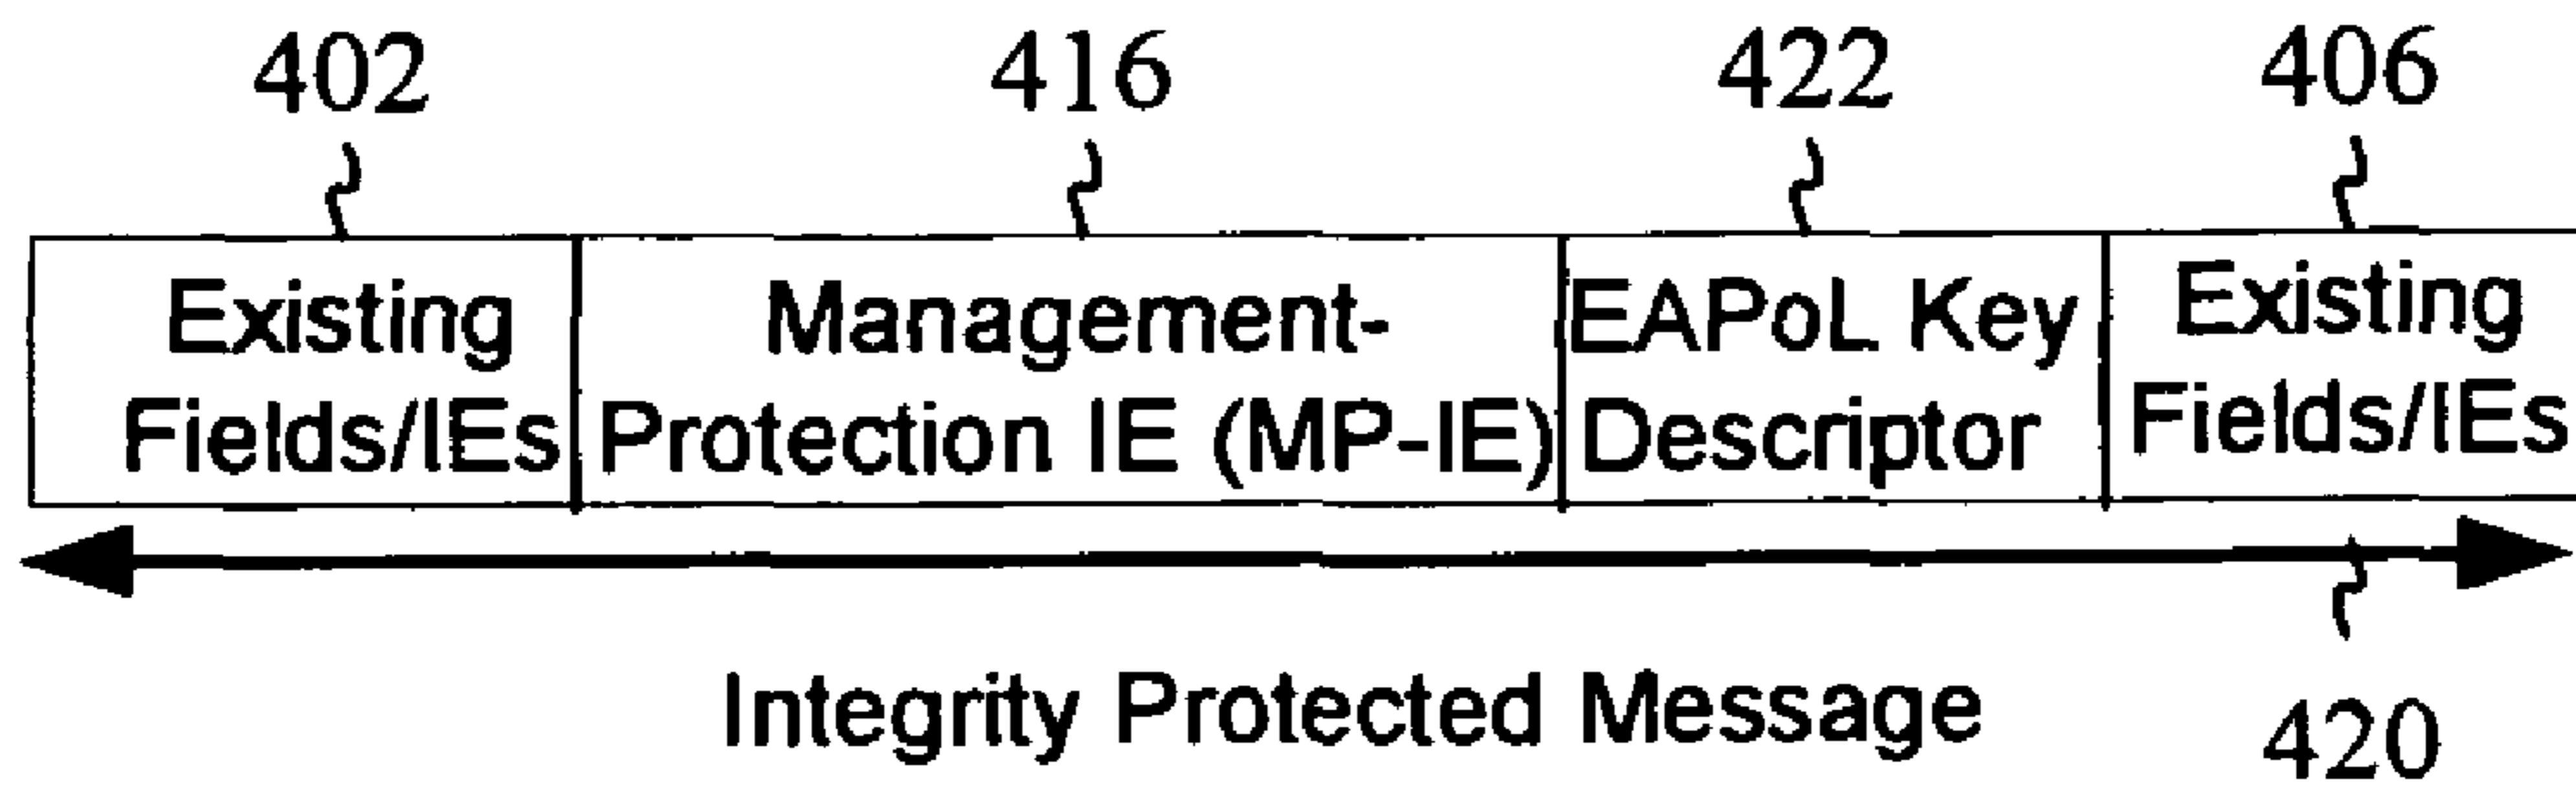 402 416 422 406
Existing Management- EAPoL Key Existing
Fields/IEs Protection IE (MP-IE) Descriptor Fields/IEs
Integrity Protected Message
420